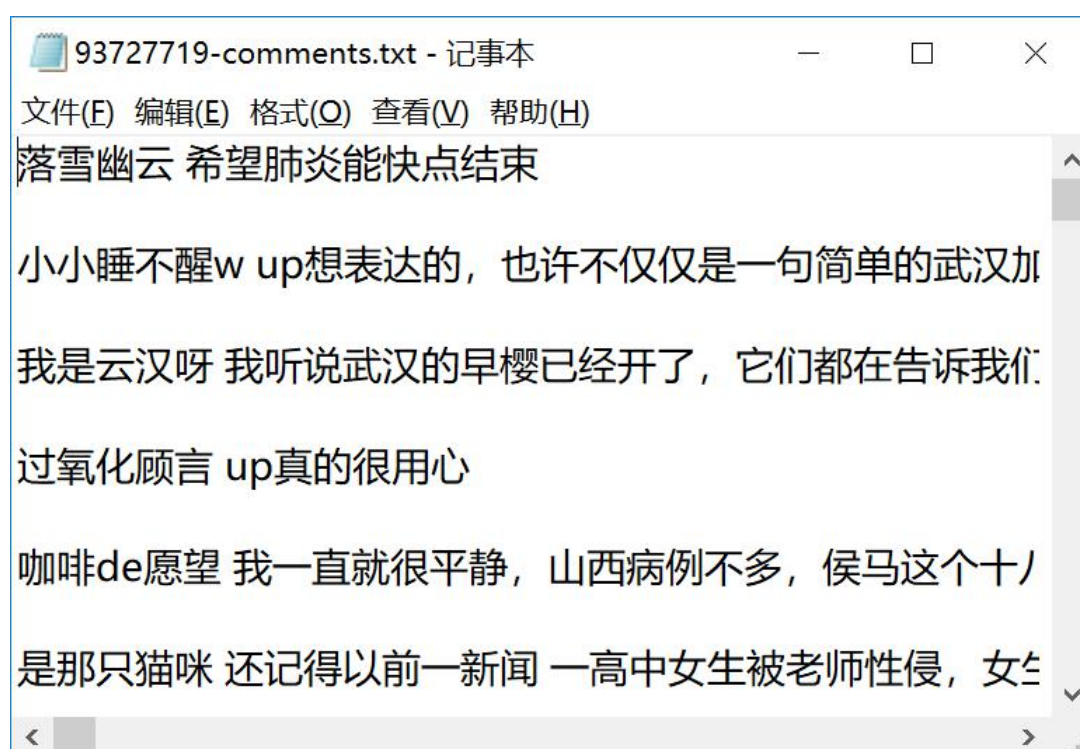 93727719-comments.txt - 记事本
文件(F) 编辑(E) 格式(O) 查看(V) 帮助(H)
落雪幽云 希望肺炎能快点结束
小小睡不醒w up想表达的，也许不仅仅是一句简单的武汉加
我是云汉呀 我听说武汉的早樱已经开了，它们都在告诉我们
过氧化顾言 up真的很用心
咖啡de愿望 我一直就很平静，山西病例不多，侯马这个十八
是那只猫咪 还记得以前一新闻 一高中女生被老师性侵，女生